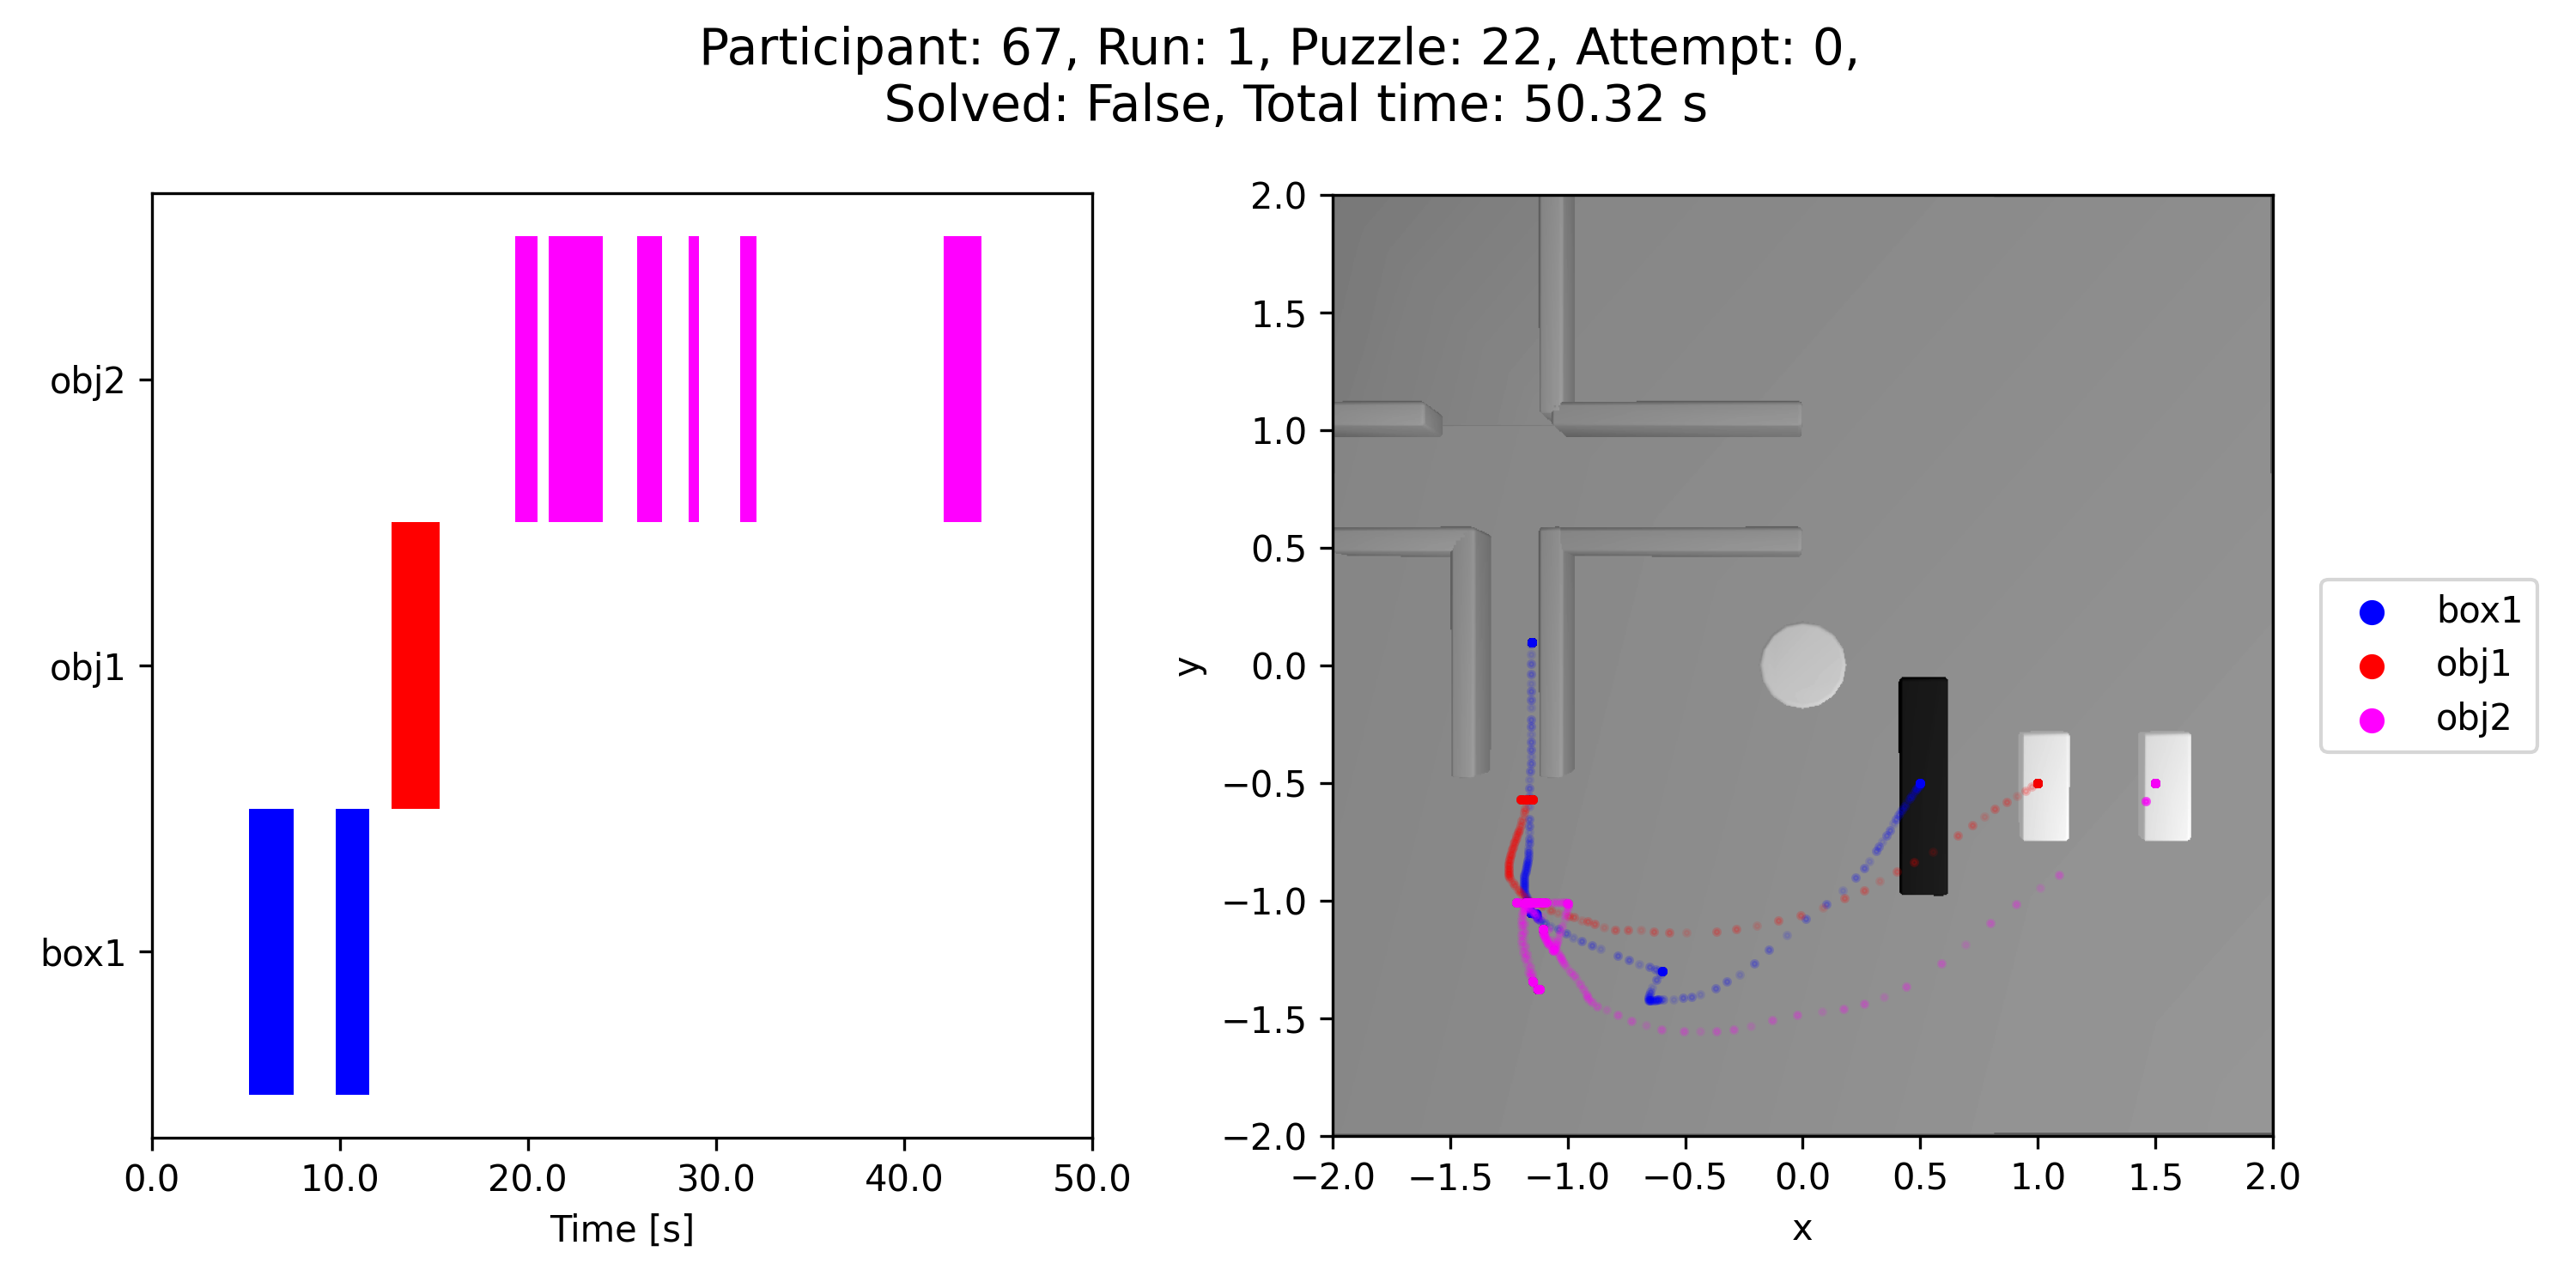 Participant: 67, Run: 1, Puzzle: 22, Attempt: 0,
Solved: False, Total time: 50.32 s
obj2
obj1
box1
0.0 10.0 20.0 30.0 40.0 50.0
Time [s]
2.0
1.5
1.0
0.5
0.0
−0.5
−1.0
−1.5
−2.0
y
−2.0 −1.5 −1.0 −0.5 0.0 0.5 1.0 1.5 2.0
x
box1
obj1
obj2